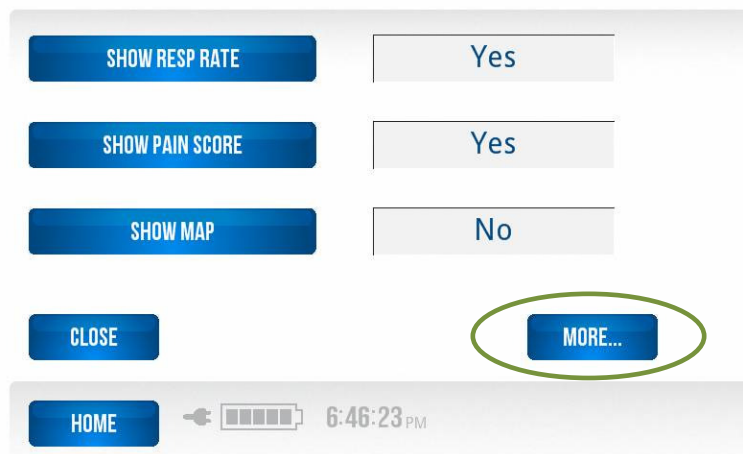 SHOW RESP RATE Yes
SHOW PAIN SCORE Yes
SHOW MAP No
CLOSE MORE...
HOME 6:46:23 PM